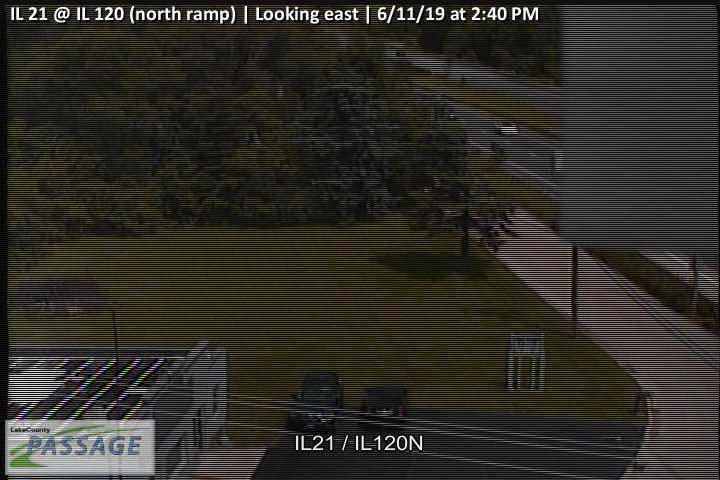 IL 21 @ IL 120 (north ramp) | Looking east | 6/11/19 at 2:40 PM
LakeCounty
PASSAGE
IL21 / IL120N